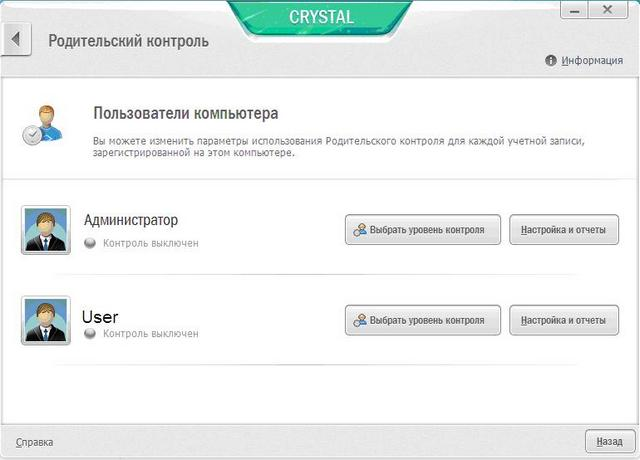 CRYSTAL
Родительский контроль
Информация
Пользователи компьютера
Вы можете изменить параметры использования Родительского контроля для каждой учетной записи,
зарегистрированной на этом компьютере.
Администратор
Контроль выключен
Выбрать уровень контроля
Настройка и отчеты
User
Контроль выключен
Выбрать уровень контроля
Настройка и отчеты
Справка
Назад